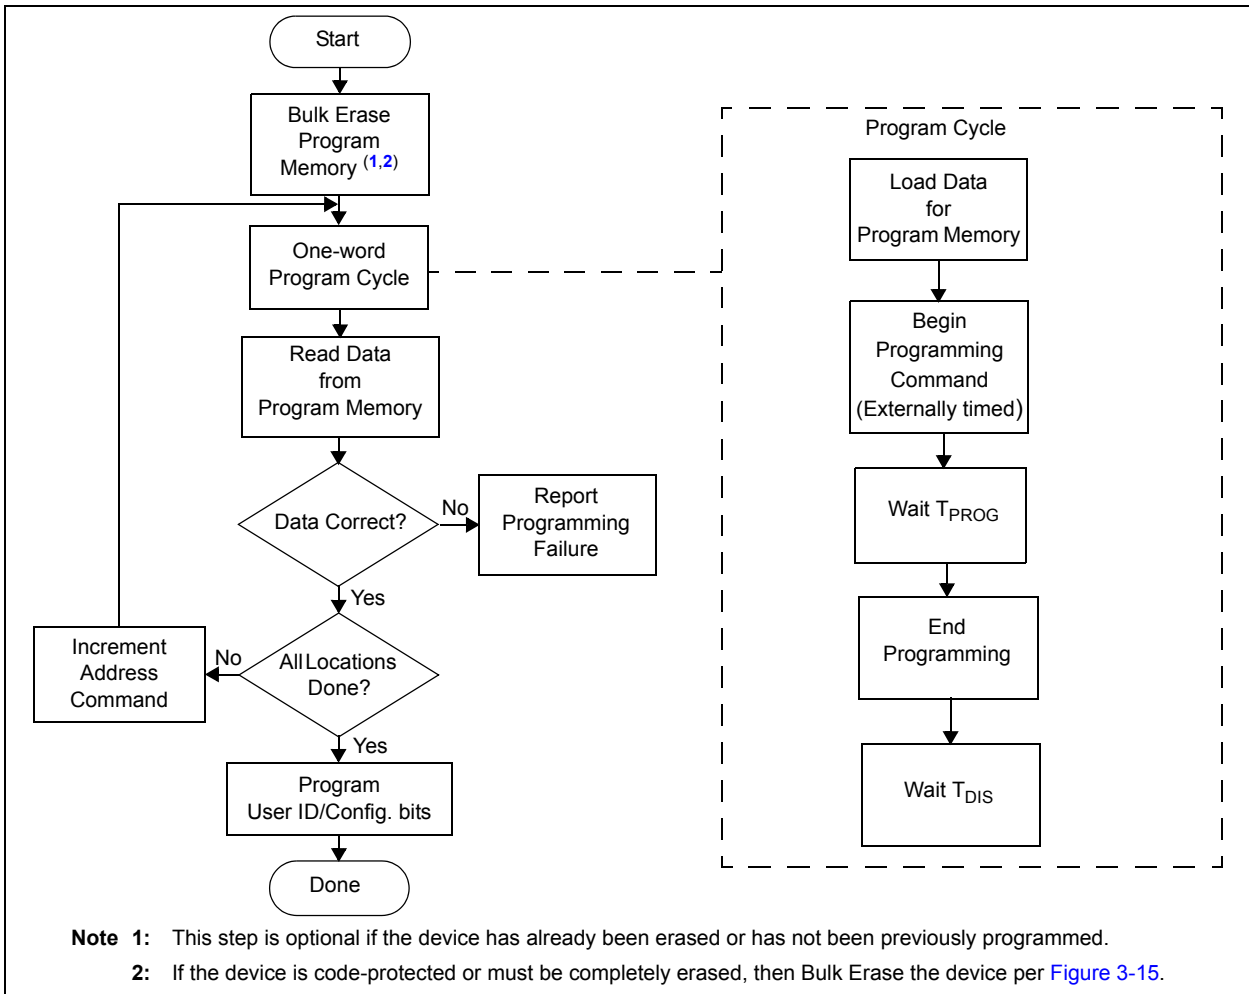 Start
Bulk Erase
Program
Memory (1,2)
One-word
Program Cycle
Read Data
from
Program Memory
Data Correct?
No
Report
Programming
Failure
Yes
All Locations
Done?
No
Increment
Address
Command
Yes
Program
User ID/Config. bits
Done
Program Cycle
Load Data
for
Program Memory
Begin
Programming
Command
(Externally timed)
Wait TPROG
End
Programming
Wait TDIS
Note 1: This step is optional if the device has already been erased or has not been previously programmed.
2: If the device is code-protected or must be completely erased, then Bulk Erase the device per Figure 3-15.